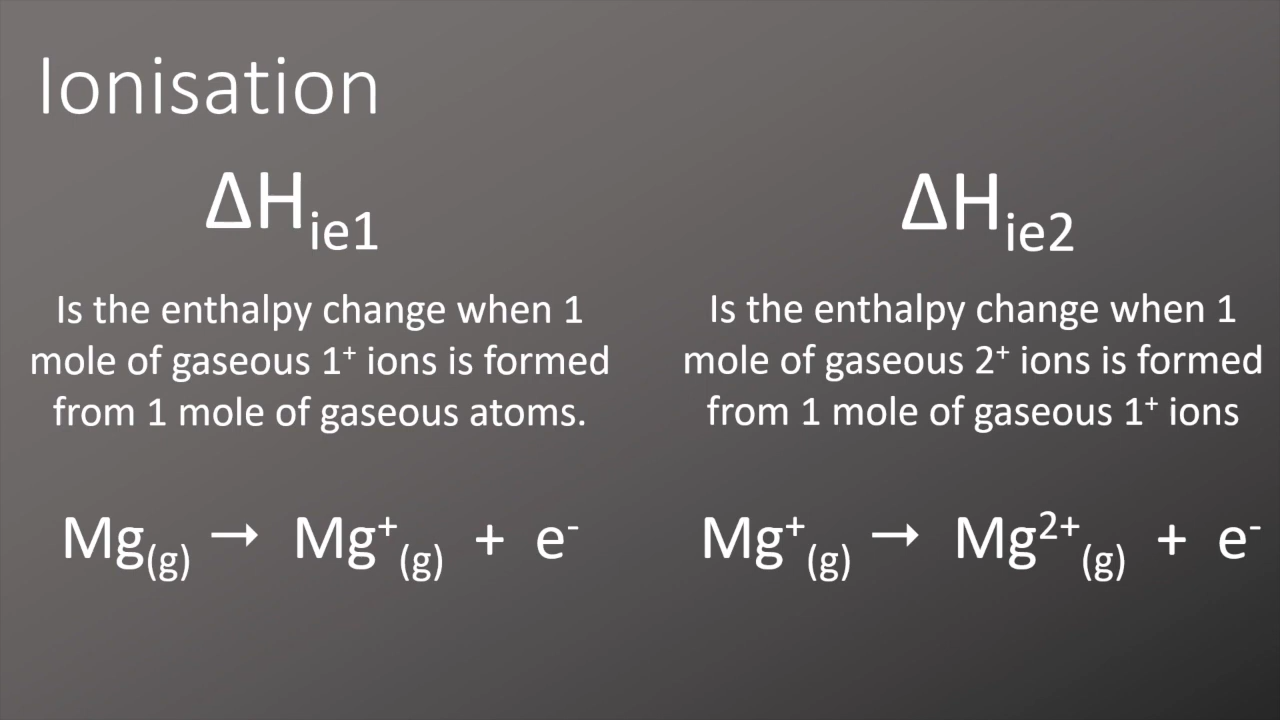 Ionisation
ΔHie1
Is the enthalpy change when 1
mole of gaseous 1⁺ ions is formed
from 1 mole of gaseous atoms.
Mg(g) → Mg⁺(g) + e⁻
ΔHie2
Is the enthalpy change when 1
mole of gaseous 2⁺ ions is formed
from 1 mole of gaseous 1⁺ ions
Mg⁺(g) → Mg²⁺(g) + e⁻